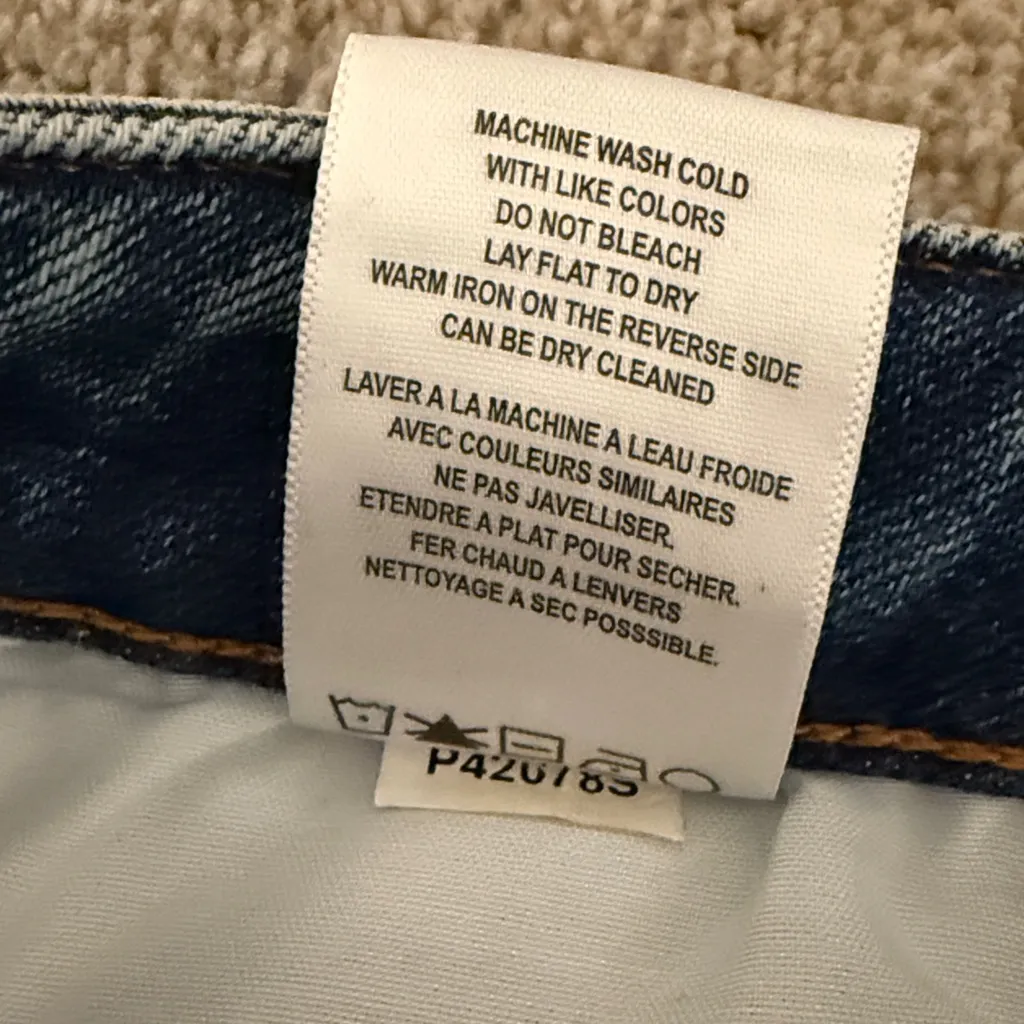 MACHINE WASH COLD
WITH LIKE COLORS
DO NOT BLEACH
LAY FLAT TO DRY
WARM IRON ON THE REVERSE SIDE
CAN BE DRY CLEANED
LAVER A LA MACHINE A LEAU FROIDE
AVEC COULEURS SIMILAIRES
NE PAS JAVELLISER.
ETENDRE A PLAT POUR SECHER.
FER CHAUD A LENVERS
NETTOYAGE A SEC POSSSIBLE.